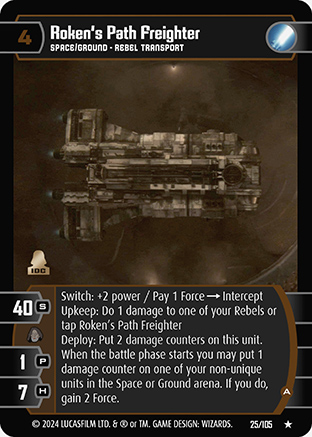 4
Roken's Path Freighter
SPACE/GROUND - REBEL TRANSPORT
IDC
40 S
1 P
7 H
Switch: +2 power / Pay 1 Force → Intercept
Upkeep: Do 1 damage to one of your Rebels or
tap Roken's Path Freighter
Deploy: Put 2 damage counters on this unit.
When the battle phase starts you may put 1
damage counter on one of your non-unique
units in the Space or Ground arena. If you do,
gain 2 Force.
A
© 2024 LUCASFILM LTD. & ® or TM. GAME DESIGN: WIZARDS. 25/105 ★